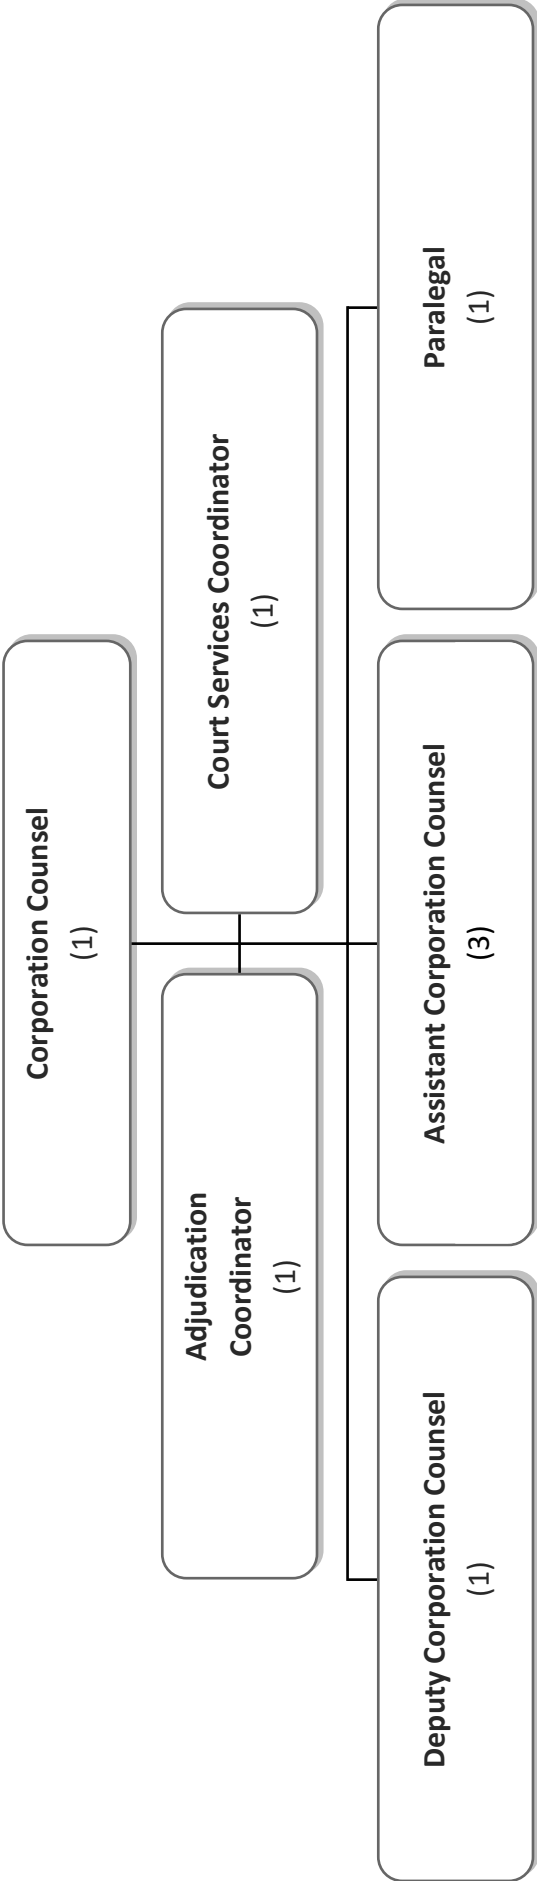 Corporation Counsel
(1)
Adjudication
Coordinator
(1)
Court Services Coordinator
(1)
Deputy Corporation Counsel
(1)
Assistant Corporation Counsel
(3)
Paralegal
(1)